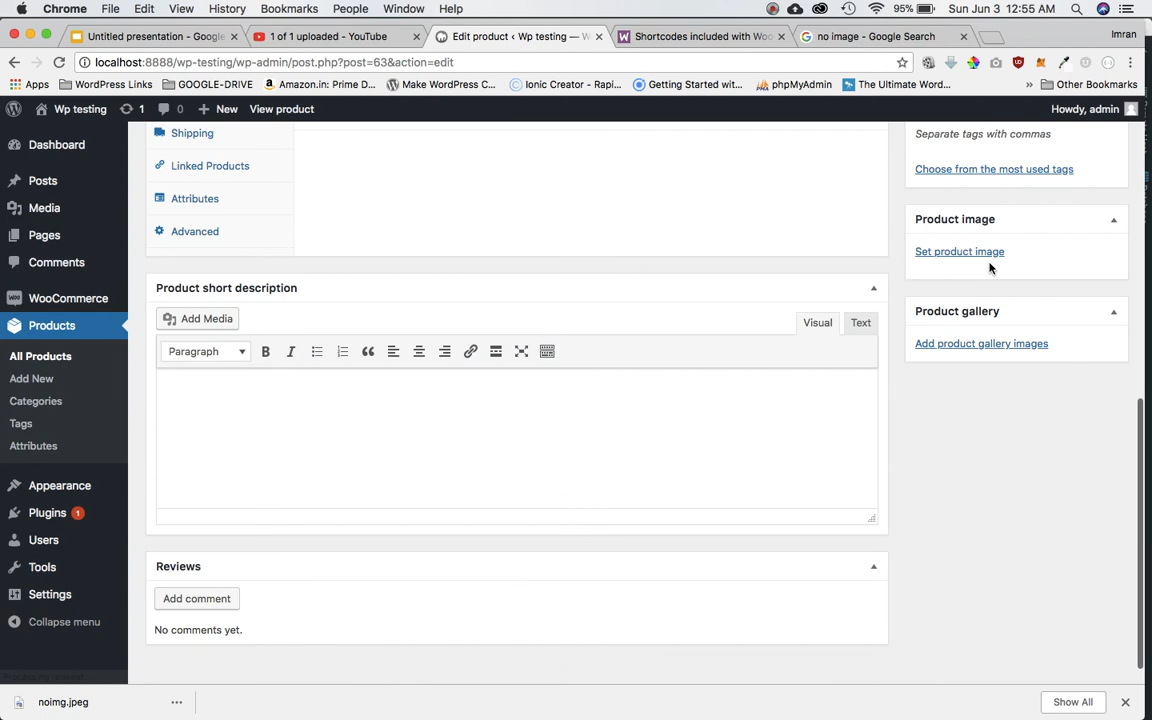 Chrome File Edit View History Bookmarks People Window Help 95% Sun Jun 3 12:55 AM
Untitled presentation - Google 1 of 1 uploaded - YouTube Edit product ‹ Wp testing — W Shortcodes included with Woo no image - Google Search Imran
localhost:8888/wp-testing/wp-admin/post.php?post=63&action=edit
Apps WordPress Links GOOGLE-DRIVE Amazon.in: Prime D... Make WordPress C... Ionic Creator - Rapi... Getting Started wit... phpMyAdmin The Ultimate Wor... » Other Bookmarks
Wp testing 1 0 New View product Howdy, admin
Dashboard
Posts
Media
Pages
Comments
WooCommerce
Products
All Products
Add New
Categories
Tags
Attributes
Appearance
Plugins 1
Users
Tools
Settings
Collapse menu
Shipping
Linked Products
Attributes
Advanced
Product short description
Add Media
Visual Text
Paragraph
Reviews
Add comment
No comments yet.
Separate tags with commas
Choose from the most used tags
Product image
Set product image
Product gallery
Add product gallery images
noimg.jpeg
Show All